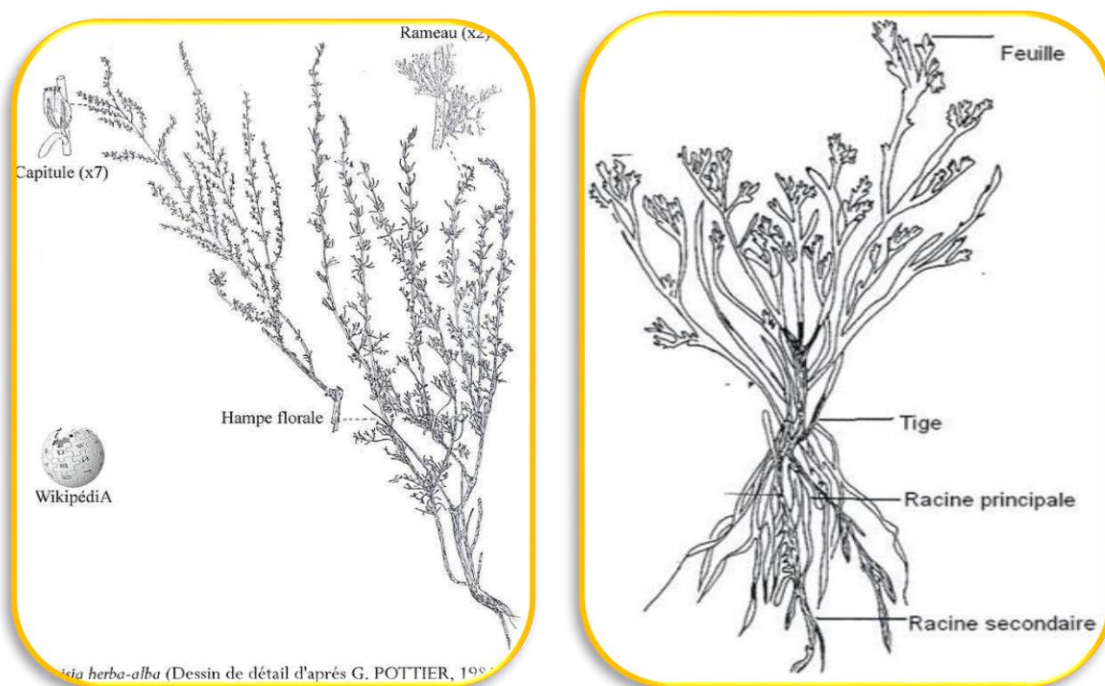 Rameau (x2)
Capitule (x7)
Hampe florale
WikipédiA
herba-alba (Dessin de détail d'aprés G. POTTIER,
Feuille
Tige
Racine principale
Racine secondaire